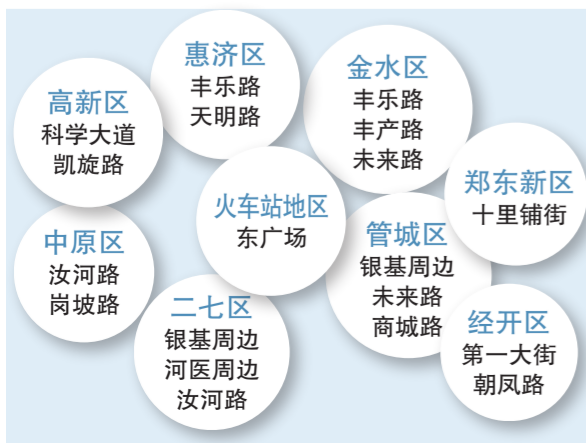 惠济区
丰乐路
天明路
金水区
丰乐路
丰产路
未来路
高新区
科学大道
凯旋路
郑东新区
十里铺街
火车站地区
东广场
中原区
汝河路
岗坡路
管城区
银基周边
未来路
商城路
二七区
银基周边
河医周边
汝河路
经开区
第一大街
朝凤路